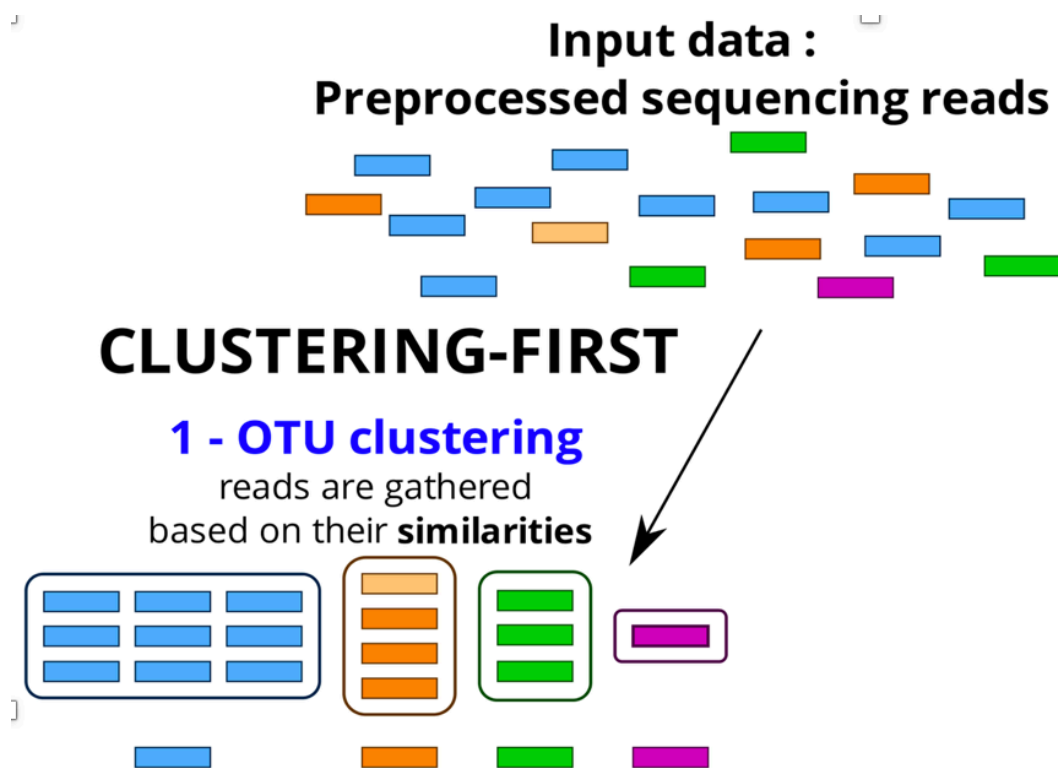 Input data :
Preprocessed sequencing reads
CLUSTERING-FIRST
1 - OTU clustering
reads are gathered
based on their similarities